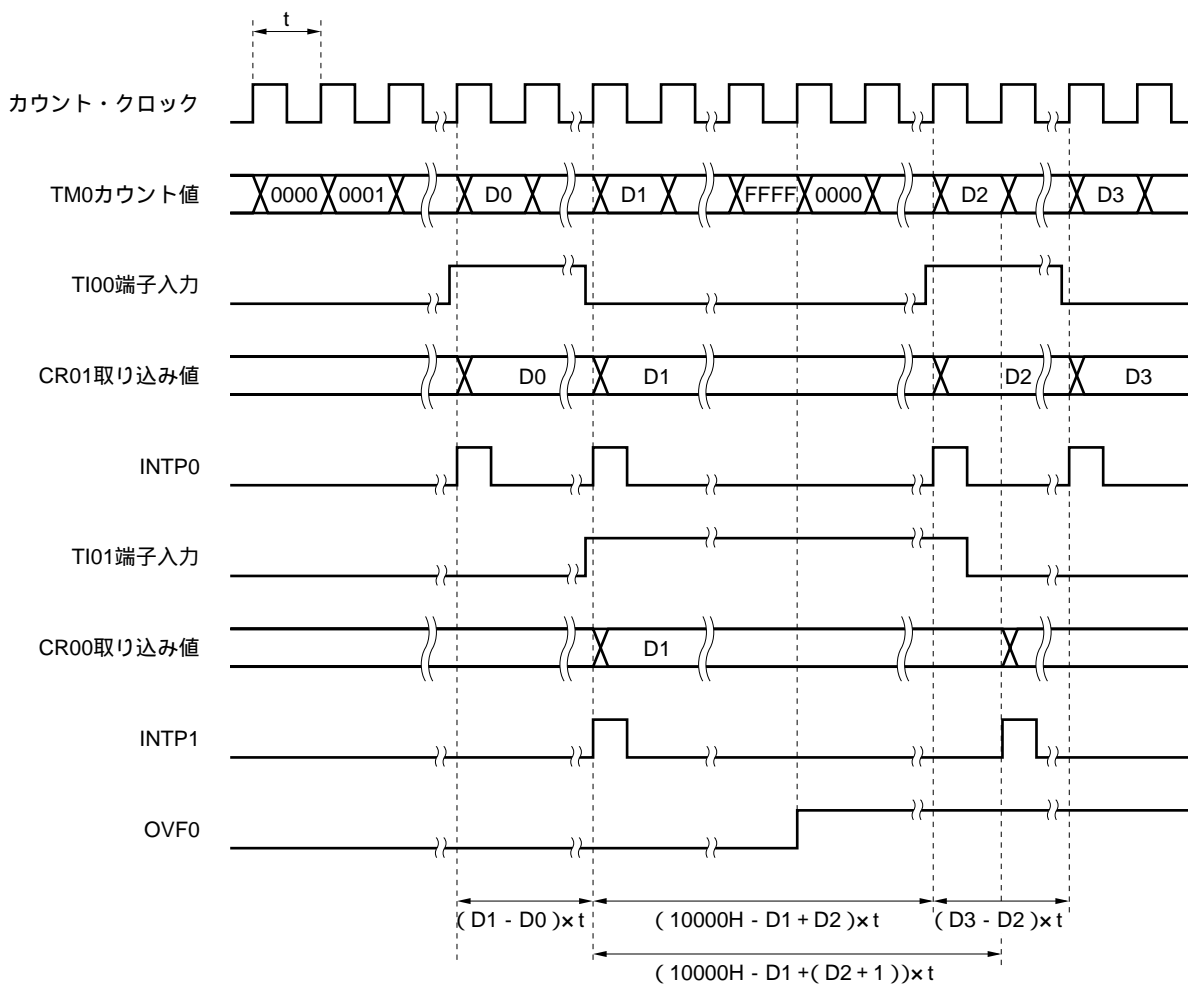 t
カウント・クロック
TM0カウント値 0000 0001 D0 D1 FFFF 0000 D2 D3
TI00端子入力
CR01取り込み値 D0 D1 D2 D3
INTP0
TI01端子入力
CR00取り込み値 D1
INTP1
OVF0
(D1 - D0)×t (10000H - D1 + D2)×t (D3 - D2)×t
(10000H - D1 +(D2 + 1))×t